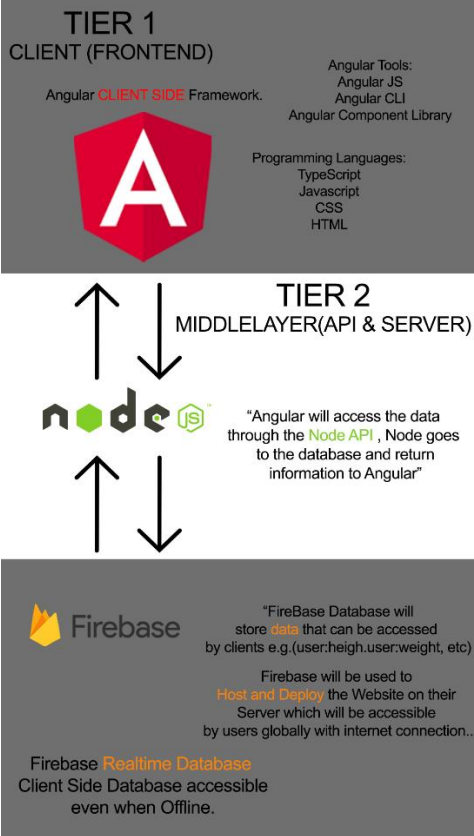 TIER 1
CLIENT (FRONTEND)
Angular CLIENT SIDE Framework.
Angular Tools:
Angular JS
Angular CLI
Angular Component Library
A
Programming Languages:
TypeScript
Javascript
CSS
HTML
TIER 2
MIDDLELAYER(API & SERVER)
node JS ™
“Angular will access the data
through the Node API , Node goes
to the database and return
information to Angular”
Firebase
“FireBase Database will
store data that can be accessed
by clients e.g.(user:heigh.user:weight, etc)
Firebase will be used to
Host and Deploy the Website on their
Server which will be accessible
by users globally with internet connection..
Firebase Realtime Database
Client Side Database accessible
even when Offline.